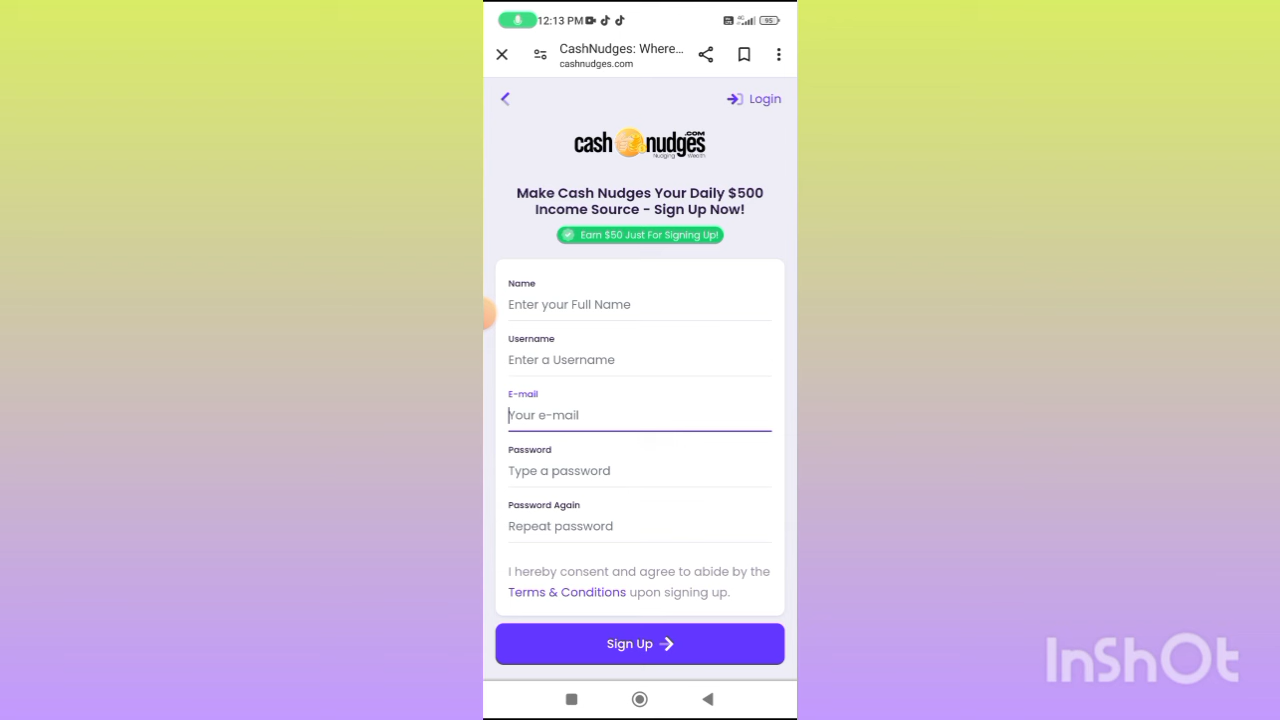 12:13 PM
95
CashNudges: Where...
cashnudges.com
Login
cash nudges .COM
Nudging Wealth
Make Cash Nudges Your Daily $500
Income Source - Sign Up Now!
Earn $50 Just For Signing Up!
Name
Enter your Full Name
Username
Enter a Username
E-mail
Your e-mail
Password
Type a password
Password Again
Repeat password
I hereby consent and agree to abide by the
Terms & Conditions upon signing up.
Sign Up
InShOt